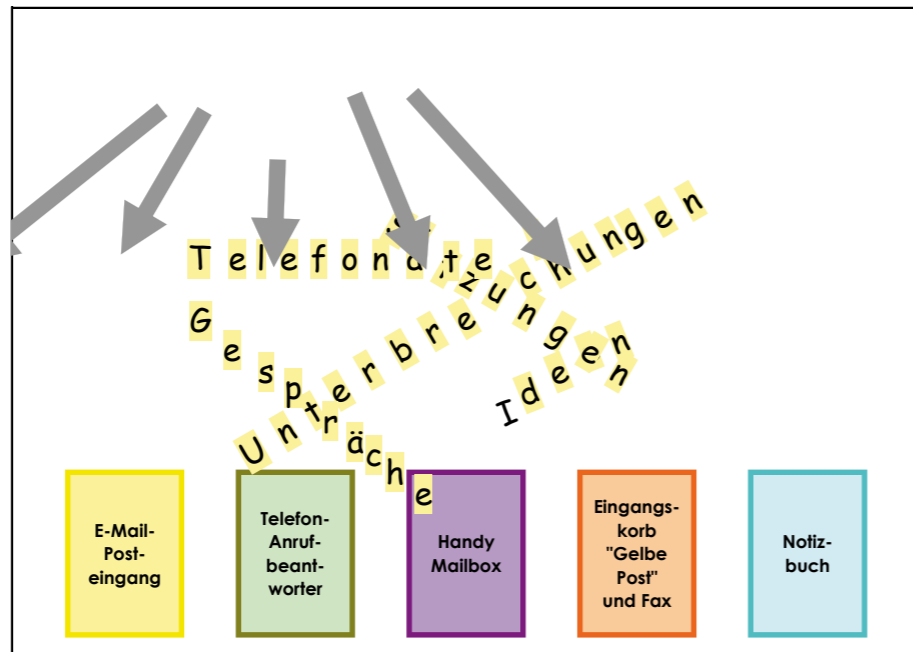 Telefonate
Unterbrechungen
Gespräche
Ideen
E-Mail-
Post-
eingang
Telefon-
Anruf-
beant-
worter
Handy
Mailbox
Eingangs-
korb
"Gelbe
Post"
und Fax
Notiz-
buch